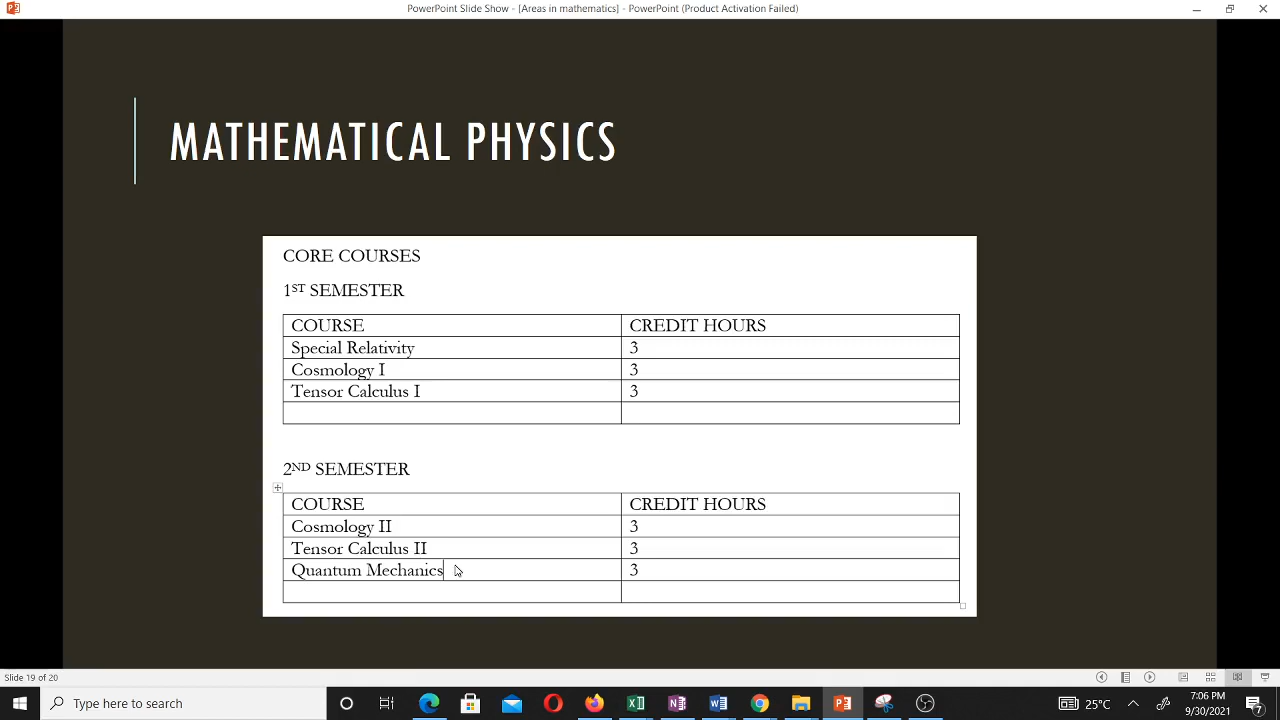 PowerPoint Slide Show - [Areas in mathematics] - PowerPoint (Product Activation Failed)
MATHEMATICAL PHYSICS
CORE COURSES
1ST SEMESTER
COURSE CREDIT HOURS
Special Relativity 3
Cosmology I 3
Tensor Calculus I 3
2ND SEMESTER
COURSE CREDIT HOURS
Cosmology II 3
Tensor Calculus II 3
Quantum Mechanics 3
Slide 19 of 20
Type here to search
25°C
7:06 PM
9/30/2021
7